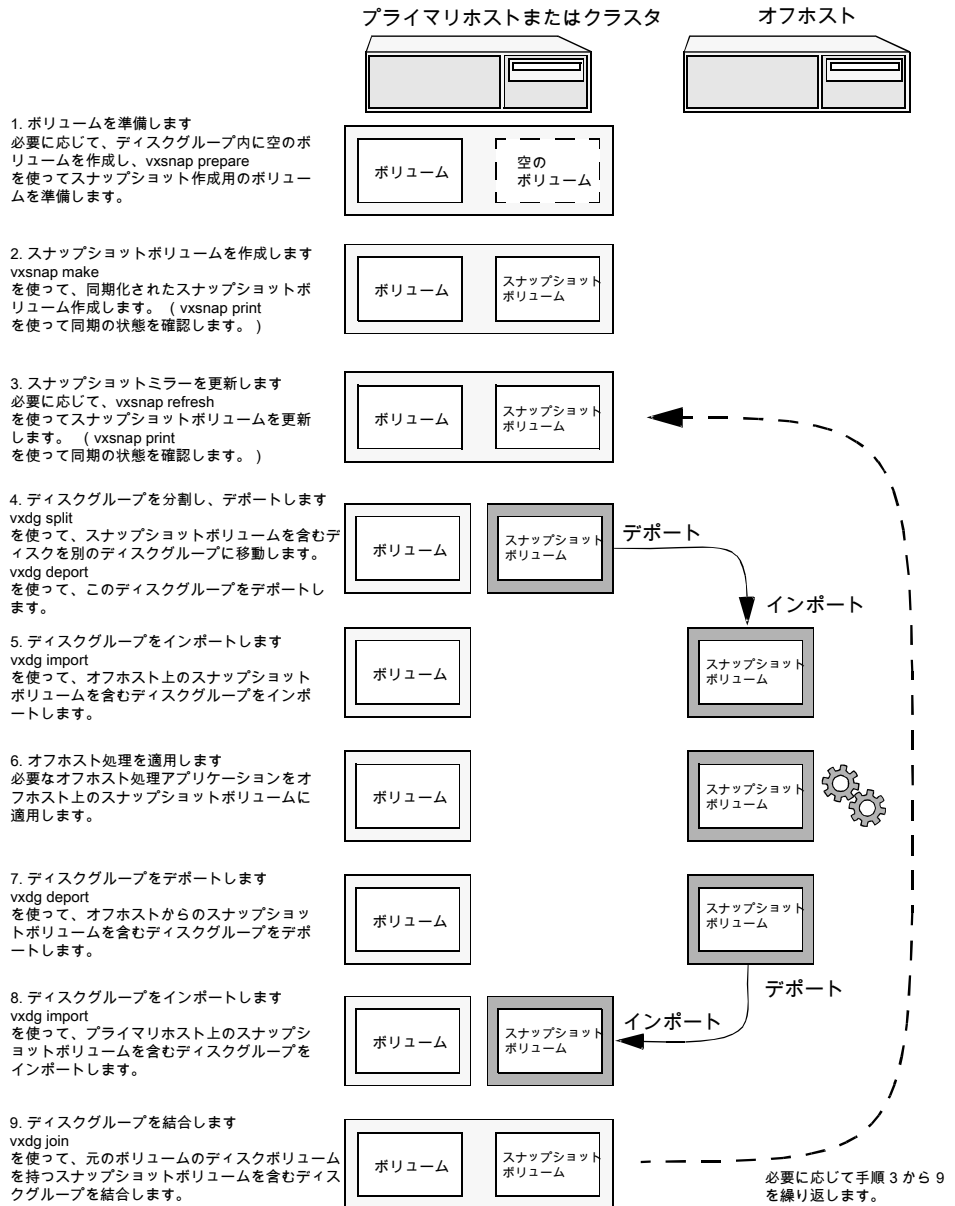 プライマリホストまたはクラスタ
オフホスト
1. ボリュームを準備します
必要に応じて、ディスクグループ内に空のボ
リュームを作成し、vxsnap prepare
を使ってスナップショット作成用のボリュー
ムを準備します。
ボリューム
空の
ボリューム
2. スナップショットボリュームを作成します
vxsnap make
を使って、同期化されたスナップショットボ
リューム作成します。 ( vxsnap print
を使って同期の状態を確認します。)
ボリューム
スナップショット
ボリューム
3. スナップショットミラーを更新します
必要に応じて、vxsnap refresh
を使ってスナップショットボリュームを更新
します。 ( vxsnap print
を使って同期の状態を確認します。)
ボリューム
スナップショット
ボリューム
4. ディスクグループを分割し、デポートします
vxdg split
を使って、スナップショットボリュームを含むデ
ィスクを別のディスクグループに移動します。
vxdg deport
を使って、このディスクグループをデポートし
ます。
ボリューム
スナップショット
ボリューム
デポート
インポート
5. ディスクグループをインポートします
vxdg import
を使って、オフホスト上のスナップショット
ボリュームを含むディスクグループをインポ
ートします。
ボリューム
スナップショット
ボリューム
6. オフホスト処理を適用します
必要なオフホスト処理アプリケーションをオ
フホスト上のスナップショットボリュームに
適用します。
ボリューム
スナップショット
ボリューム
7. ディスクグループをデポートします
vxdg deport
を使って、オフホストからのスナップショッ
トボリュームを含むディスクグループをデポ
ートします。
ボリューム
スナップショット
ボリューム
デポート
8. ディスクグループをインポートします
vxdg import
を使って、プライマリホスト上のスナップシ
ョットボリュームを含むディスクグループを
インポートします。
ボリューム
スナップショット
ボリューム
インポート
9. ディスクグループを結合します
vxdg join
を使って、元のボリュームのディスクボリューム
を持つスナップショットボリュームを含むディス
クグループを結合します。
ボリューム
スナップショット
ボリューム
必要に応じて手順 3 から 9
を繰り返します。